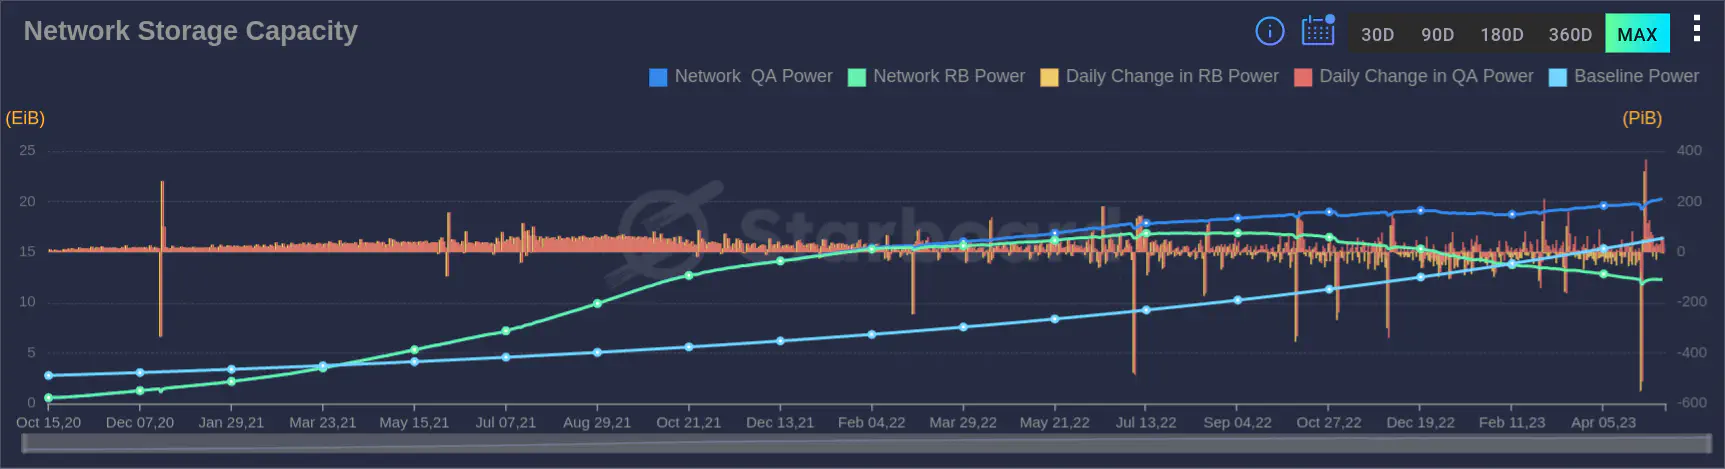 Network Storage Capacity
30D 90D 180D 360D MAX
Network QA Power Network RB Power Daily Change in RB Power Daily Change in QA Power Baseline Power
(EiB) (PiB)
25 400
20 200
15 0
10 -200
5 -400
0 -600
Starboard
Oct 15,20 Dec 07,20 Jan 29,21 Mar 23,21 May 15,21 Jul 07,21 Aug 29,21 Oct 21,21 Dec 13,21 Feb 04,22 Mar 29,22 May 21,22 Jul 13,22 Sep 04,22 Oct 27,22 Dec 19,22 Feb 11,23 Apr 05,23